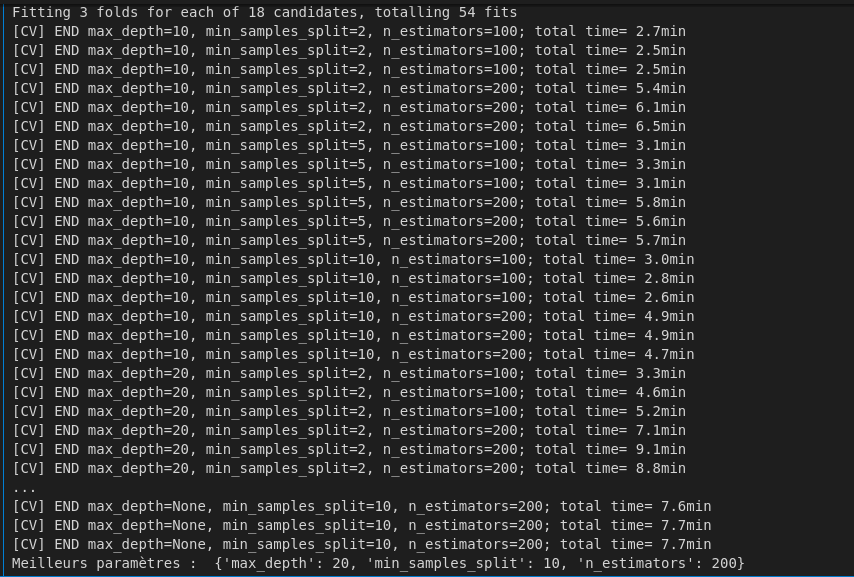 Fitting 3 folds for each of 18 candidates, totalling 54 fits
[CV] END max_depth=10, min_samples_split=2, n_estimators=100; total time= 2.7min
[CV] END max_depth=10, min_samples_split=2, n_estimators=100; total time= 2.5min
[CV] END max_depth=10, min_samples_split=2, n_estimators=100; total time= 2.5min
[CV] END max_depth=10, min_samples_split=2, n_estimators=200; total time= 5.4min
[CV] END max_depth=10, min_samples_split=2, n_estimators=200; total time= 6.1min
[CV] END max_depth=10, min_samples_split=2, n_estimators=200; total time= 6.5min
[CV] END max_depth=10, min_samples_split=5, n_estimators=100; total time= 3.1min
[CV] END max_depth=10, min_samples_split=5, n_estimators=100; total time= 3.3min
[CV] END max_depth=10, min_samples_split=5, n_estimators=100; total time= 3.1min
[CV] END max_depth=10, min_samples_split=5, n_estimators=200; total time= 5.8min
[CV] END max_depth=10, min_samples_split=5, n_estimators=200; total time= 5.6min
[CV] END max_depth=10, min_samples_split=5, n_estimators=200; total time= 5.7min
[CV] END max_depth=10, min_samples_split=10, n_estimators=100; total time= 3.0min
[CV] END max_depth=10, min_samples_split=10, n_estimators=100; total time= 2.8min
[CV] END max_depth=10, min_samples_split=10, n_estimators=100; total time= 2.6min
[CV] END max_depth=10, min_samples_split=10, n_estimators=200; total time= 4.9min
[CV] END max_depth=10, min_samples_split=10, n_estimators=200; total time= 4.9min
[CV] END max_depth=10, min_samples_split=10, n_estimators=200; total time= 4.7min
[CV] END max_depth=20, min_samples_split=2, n_estimators=100; total time= 3.3min
[CV] END max_depth=20, min_samples_split=2, n_estimators=100; total time= 4.6min
[CV] END max_depth=20, min_samples_split=2, n_estimators=100; total time= 5.2min
[CV] END max_depth=20, min_samples_split=2, n_estimators=200; total time= 7.1min
[CV] END max_depth=20, min_samples_split=2, n_estimators=200; total time= 9.1min
[CV] END max_depth=20, min_samples_split=2, n_estimators=200; total time= 8.8min
...
[CV] END max_depth=None, min_samples_split=10, n_estimators=200; total time= 7.6min
[CV] END max_depth=None, min_samples_split=10, n_estimators=200; total time= 7.7min
[CV] END max_depth=None, min_samples_split=10, n_estimators=200; total time= 7.7min
Meilleurs paramètres :  {'max_depth': 20, 'min_samples_split': 10, 'n_estimators': 200}